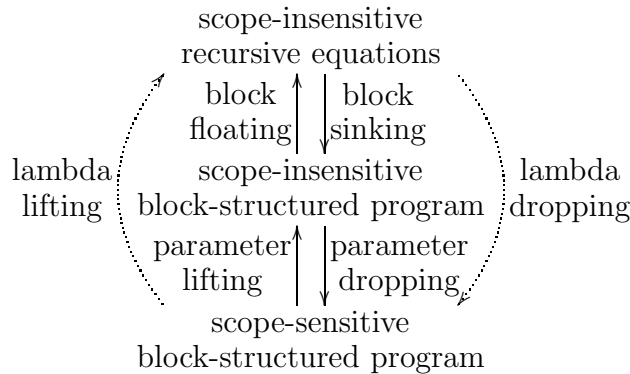 scope-insensitive
recursive equations
block
floating
block
sinking
lambda
lifting
scope-insensitive
block-structured program
lambda
dropping
parameter
lifting
parameter
dropping
scope-sensitive
block-structured program